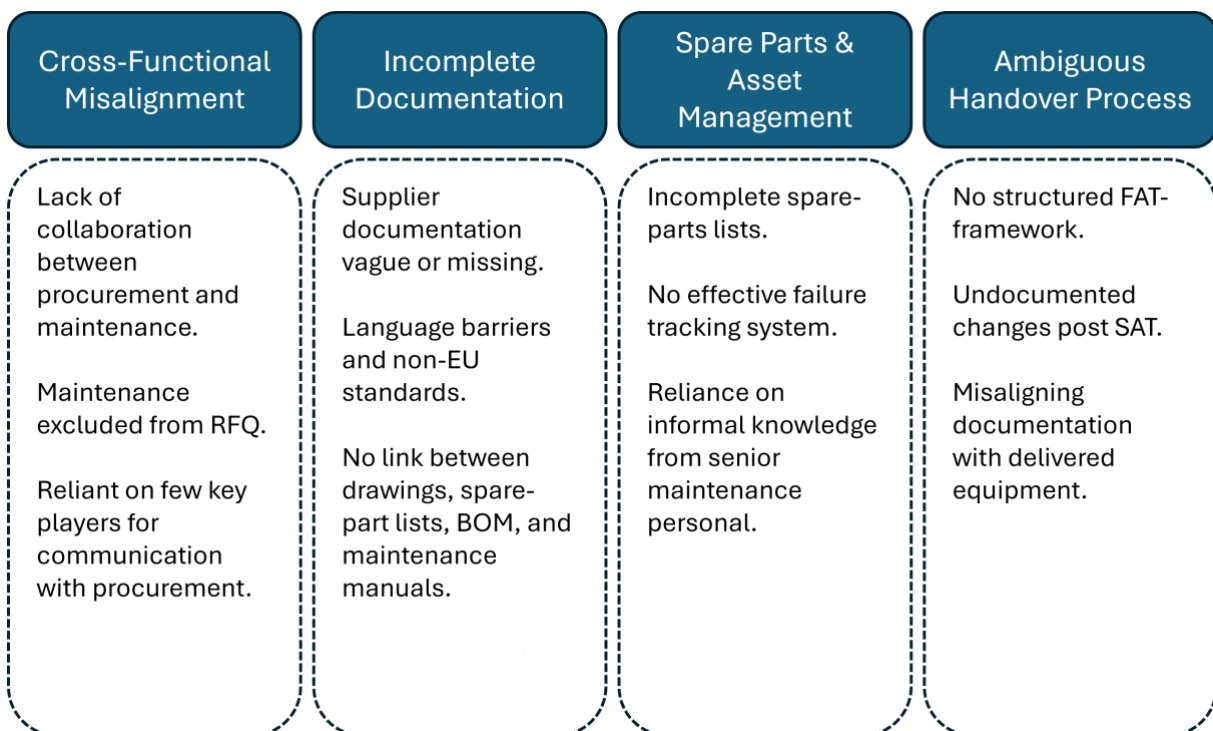 Cross-Functional
Misalignment
Lack of
collaboration
between
procurement and
maintenance.
Maintenance
excluded from RFQ.
Reliant on few key
players for
communication
with procurement.
Incomplete
Documentation
Supplier
documentation
vague or missing.
Language barriers
and non-EU
standards.
No link between
drawings, spare-
part lists, BOM, and
maintenance
manuals.
Spare Parts &
Asset
Management
Incomplete spare-
parts lists.
No effective failure
tracking system.
Reliance on
informal knowledge
from senior
maintenance
personal.
Ambiguous
Handover Process
No structured FAT-
framework.
Undocumented
changes post SAT.
Misaligning
documentation
with delivered
equipment.